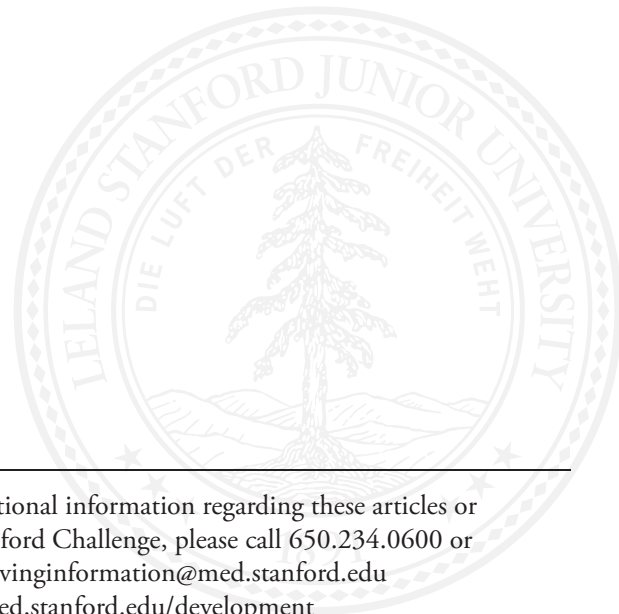 LELAND STANFORD JUNIOR UNIVERSITY
DIE LUFT DER FREIHEIT WEHT
tional information regarding these articles or
ford Challenge, please call 650.234.0600 or
vinginformation@med.stanford.edu
ed.stanford.edu/development